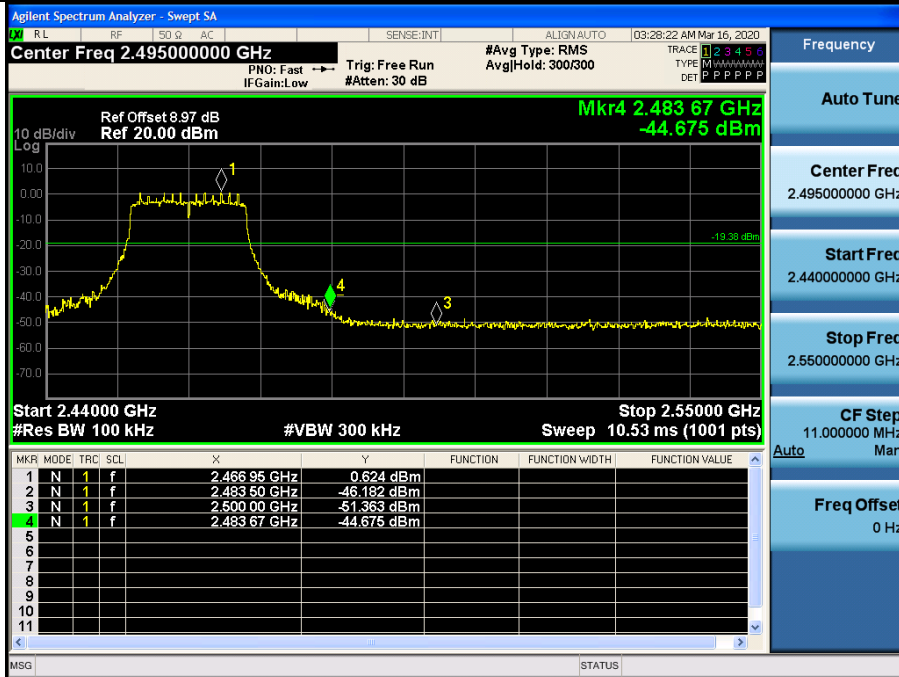 Agilent Spectrum Analyzer - Swept SA
LXI RL RF 50 Ω AC SENSE:INT ALIGNAUTO 03:28:22 AM Mar 16, 2020
Center Freq 2.495000000 GHz #Avg Type: RMS TRACE 1 2 3 4 5 6
PNO: Fast Trig: Free Run Avg|Hold: 300/300 TYPE M
IFGain:Low #Atten: 30 dB DET P P P P P P
Mkr4 2.483 67 GHz
-44.675 dBm
Ref Offset 8.97 dB
10 dB/div Ref 20.00 dBm
Log
10.0
0.00
-10.0
-20.0
-30.0
-40.0
-50.0
-60.0
-70.0
1
4
3
-19.38 dBm
Start 2.44000 GHz Stop 2.55000 GHz
#Res BW 100 kHz #VBW 300 kHz Sweep 10.53 ms (1001 pts)
MKR MODE TRC SCL X Y FUNCTION FUNCTION WIDTH FUNCTION VALUE
1 N 1 f 2.466 95 GHz 0.624 dBm
2 N 1 f 2.483 50 GHz -46.182 dBm
3 N 1 f 2.500 00 GHz -51.363 dBm
4 N 1 f 2.483 67 GHz -44.675 dBm
5
6
7
8
9
10
11
MSG STATUS
Frequency
Auto Tune
Center Freq
2.495000000 GHz
Start Freq
2.440000000 GHz
Stop Freq
2.550000000 GHz
CF Step
11.000000 MHz
Auto Man
Freq Offset
0 Hz